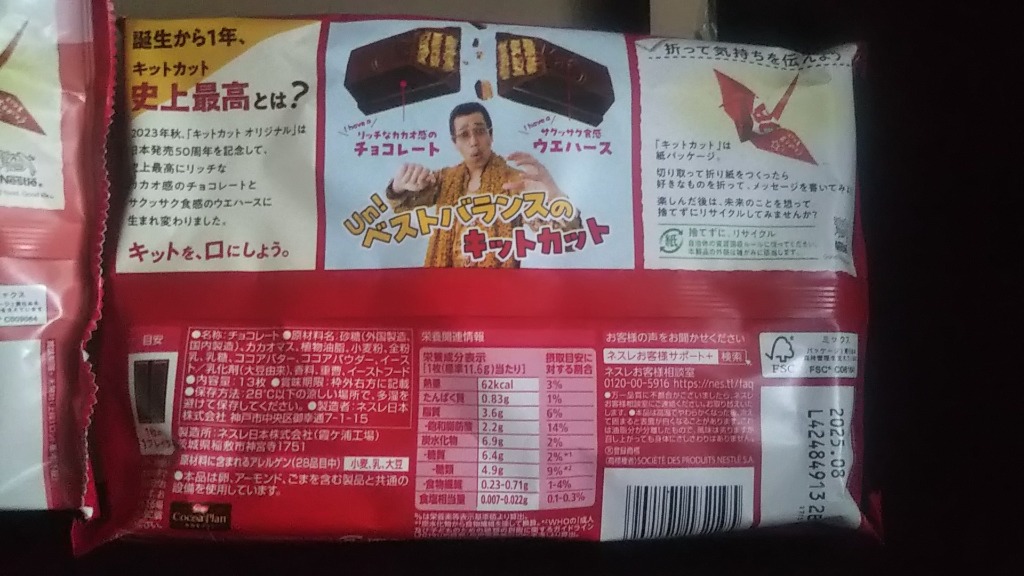 誕生から1年、
キットカット
史上最高とは?
2023年秋、「キットカット オリジナル」は
日本発売50周年を記念して、
史上最高にリッチな
カカオ感のチョコレートと
サクッサク食感のウエハースに
生まれ変わりました。
キットを、口にしよう。
I have a
リッチなカカオ感の
チョコレート
I have a
サクッサク食感
ウエハース
Un!
ベストバランスの
キットカット
折って気持ちを伝えよう
「キットカット」は
紙パッケージ。
切り取って折り紙をつくったら
好きなものを折って、メッセージを書いてみ
楽しんだ後は、未来のことを想って
捨てずにリサイクルしてみませんか?
紙
捨てずに、リサイクル
Nestle
目安
●名称:チョコレート●原材料名:砂糖(外国製造、
国内製造)、カカオマス、植物油脂、小麦粉、全粉
乳、乳糖、ココアバター、ココアパウダー、イース
ト/乳化剤(大豆由来)、香料、重曹、イーストフード
●内容量:13枚 ●賞味期限:枠外右方に記載
●保存方法:28℃以下の涼しい場所で、多湿を
避けて保存してください。●製造者:ネスレ日本
株式会社 神戸市中央区御幸通7-1-15
製造所:ネスレ日本株式会社(霞ヶ浦工場)
茨城県稲敷市神宮寺1751
原材料に含まれるアレルゲン(28品目中) 小麦、乳、大豆
●本品は卵、アーモンド、ごまを含む製品と共通の
設備を使用しています。
Cocoa Plan
栄養関連情報
栄養成分表示
[1枚(標準11.6g)当たり]
摂取目安に
対する割合
熱量 62kcal 3%
たんぱく質 0.83g 1%
脂質 3.6g 6%
-飽和脂肪酸 2.2g 14%
炭水化物 6.9g 2%
-糖質 6.4g 2%*1
-糖類 4.9g 9%*2
-食物繊維 0.23-0.71g 1-4%
食塩相当量 0.007-0.022g 0.1-0.3%
お客様の声をお聞かせください
ネスレお客様サポート+ 検索
ネスレお客様相談室
0120-00-5916 https://nes.tl/faq
SOCIÉTÉ DES PRODUITS NESTLÉ S.A.
FSC
ミックス
2025.08